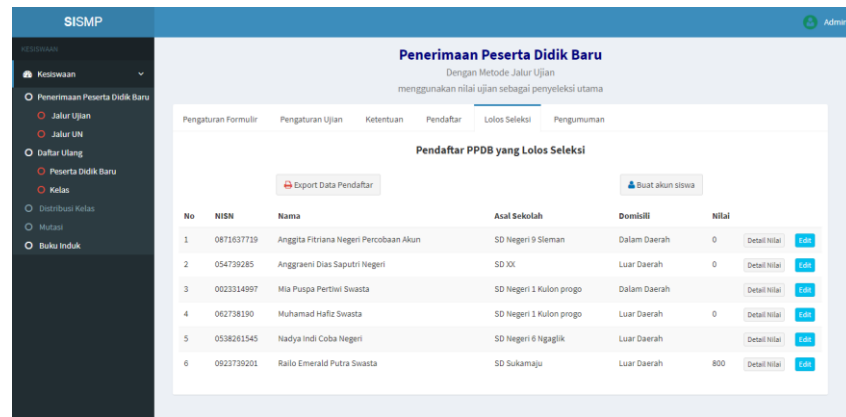 SISMP
Admin
KESISWAAN
Kesiswaan
Penerimaan Peserta Didik Baru
Jalur Ujian
Jalur UN
Daftar Ulang
Peserta Didik Baru
Kelas
Distribusi Kelas
Mutasi
Buku Induk
Penerimaan Peserta Didik Baru
Dengan Metode Jalur Ujian
menggunakan nilai ujian sebagai penyeleksi utama
Pengaturan Formulir Pengaturan Ujian Ketentuan Pendaftar Lolos Seleksi Pengumuman
Pendaftar PPDB yang Lolos Seleksi
Export Data Pendaftar Buat akun siswa
No NISN Nama Asal Sekolah Domisili Nilai
1 0871637719 Anggita Fitriana Negeri Percobaan Akun SD Negeri 9 Sleman Dalam Daerah 0 Detail Nilai Edit
2 054739285 Anggraeni Dias Saputri Negeri SD XX Luar Daerah 0 Detail Nilai Edit
3 0023314997 Mia Puspa Pertiwi Swasta SD Negeri 1 Kulon progo Dalam Daerah Detail Nilai Edit
4 062738190 Muhamad Hafiz Swasta SD Negeri 1 Kulon progo Luar Daerah 0 Detail Nilai Edit
5 0538261545 Nadya Indi Coba Negeri SD Negeri 6 Ngaglik Luar Daerah Detail Nilai Edit
6 0923739201 Railo Emerald Putra Swasta SD Sukamaju Luar Daerah 800 Detail Nilai Edit